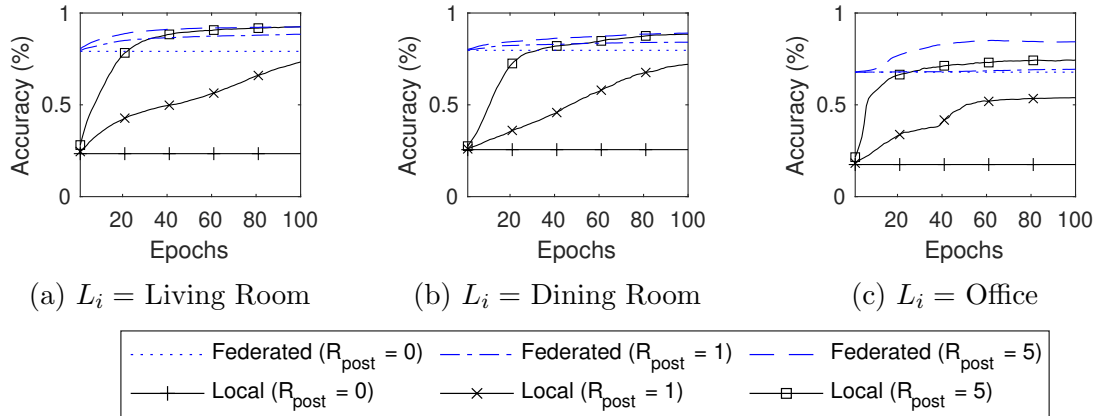 1
0.5
0
Accuracy (%)
20 40 60 80 100
Epochs
(a) L_i = Living Room
1
0.5
0
Accuracy (%)
20 40 60 80 100
Epochs
(b) L_i = Dining Room
1
0.5
0
Accuracy (%)
20 40 60 80 100
Epochs
(c) L_i = Office
Federated (R_post = 0) Federated (R_post = 1) Federated (R_post = 5)
Local (R_post = 0) Local (R_post = 1) Local (R_post = 5)